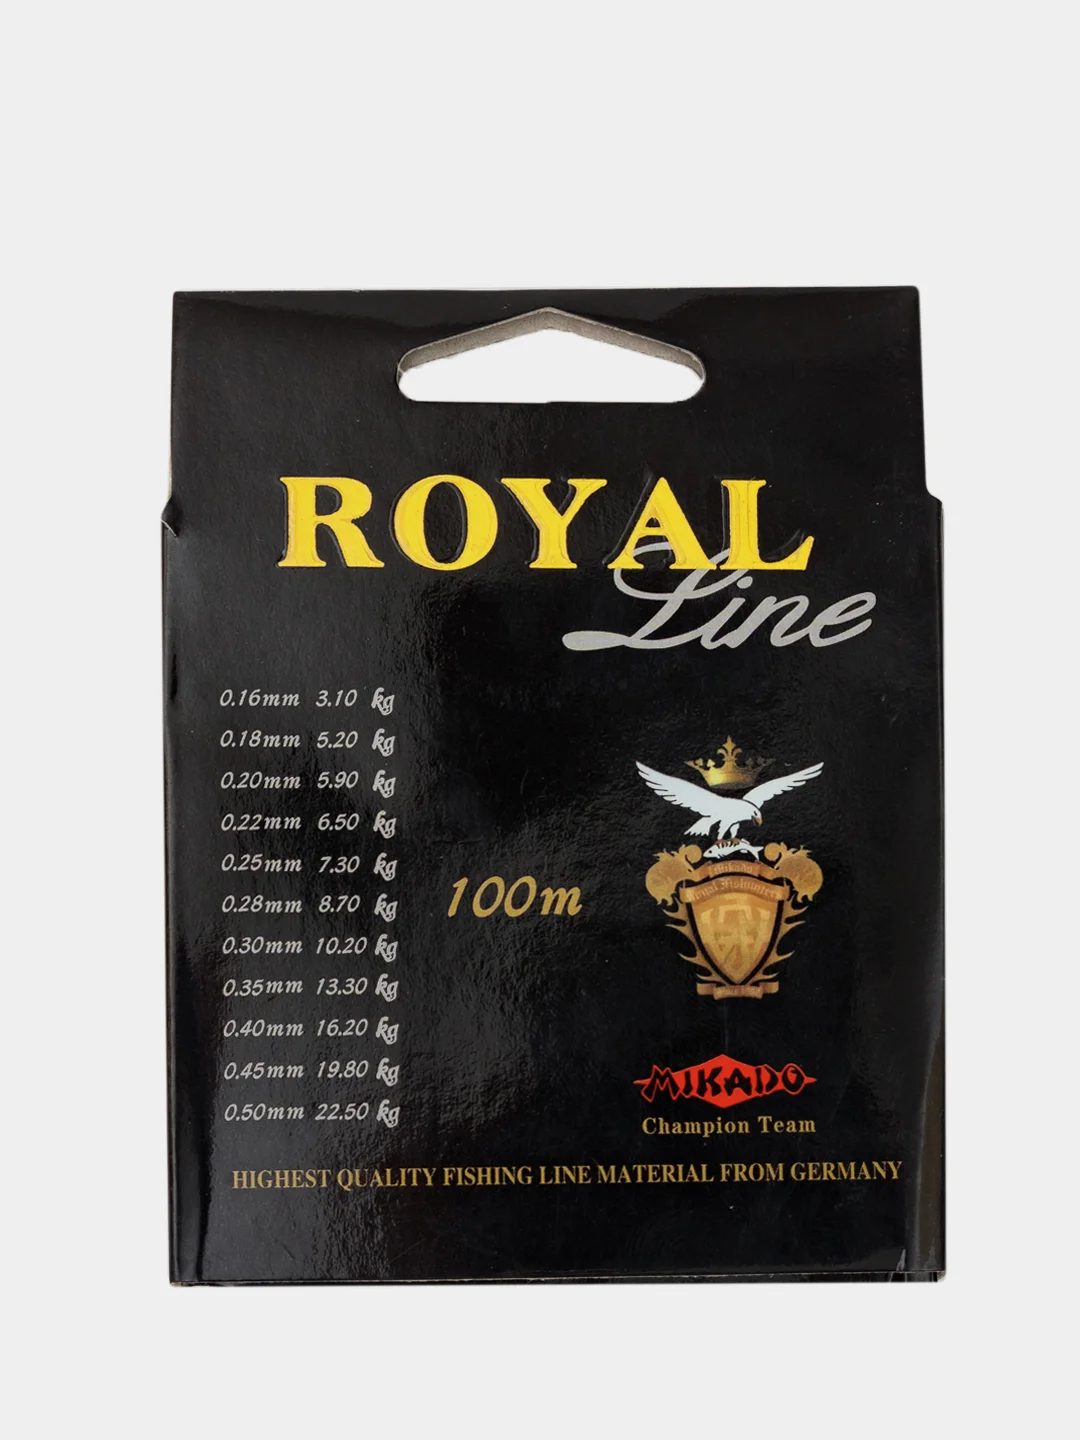 ROYAL
Line
0.16mm 3.10 kg
0.18mm 5.20 kg
0.20mm 5.90 kg
0.22mm 6.50 kg
0.25mm 7.30 kg
0.28mm 8.70 kg
0.30mm 10.20 kg
0.35mm 13.30 kg
0.40mm 16.20 kg
0.45mm 19.80 kg
0.50mm 22.50 kg
100m
Mikado
MIKADO
Champion Team
HIGHEST QUALITY FISHING LINE MATERIAL FROM GERMANY